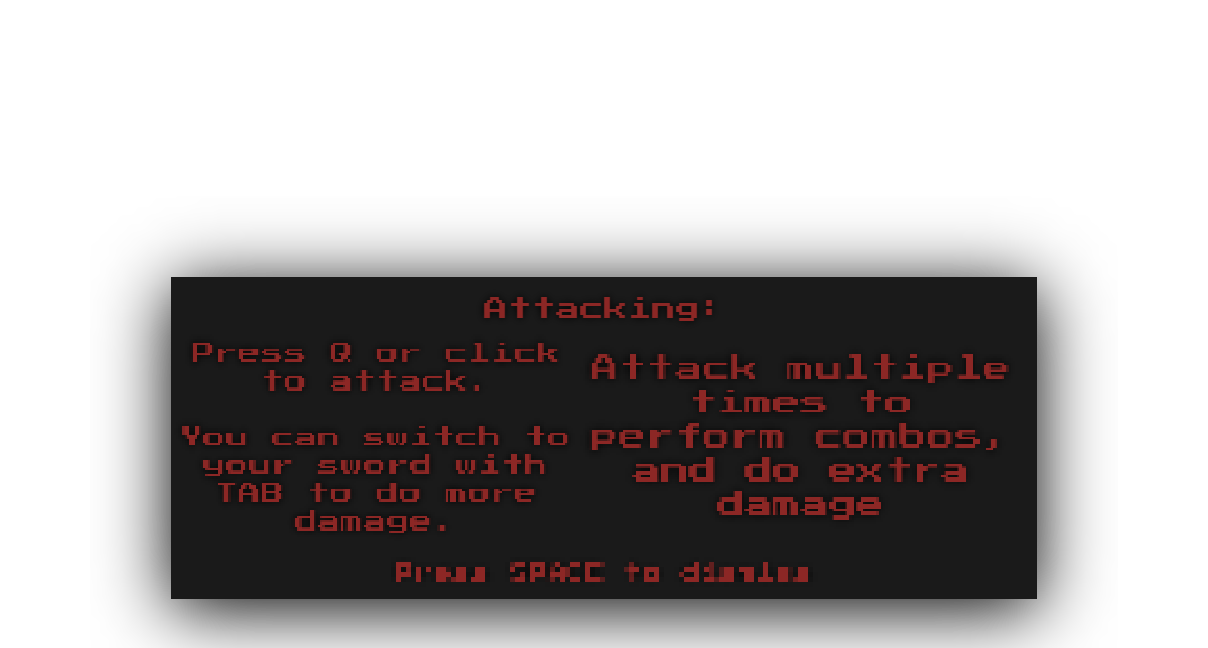 Attacking:
Press Q or click
to attack.
You can switch to
your sword with
TAB to do more
damage.
Attack multiple
times to
perform combos,
and do extra
damage
Press SPACE to